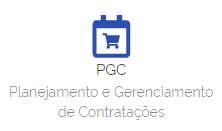 PGC
Planejamento e Gerenciamento
de Contratações